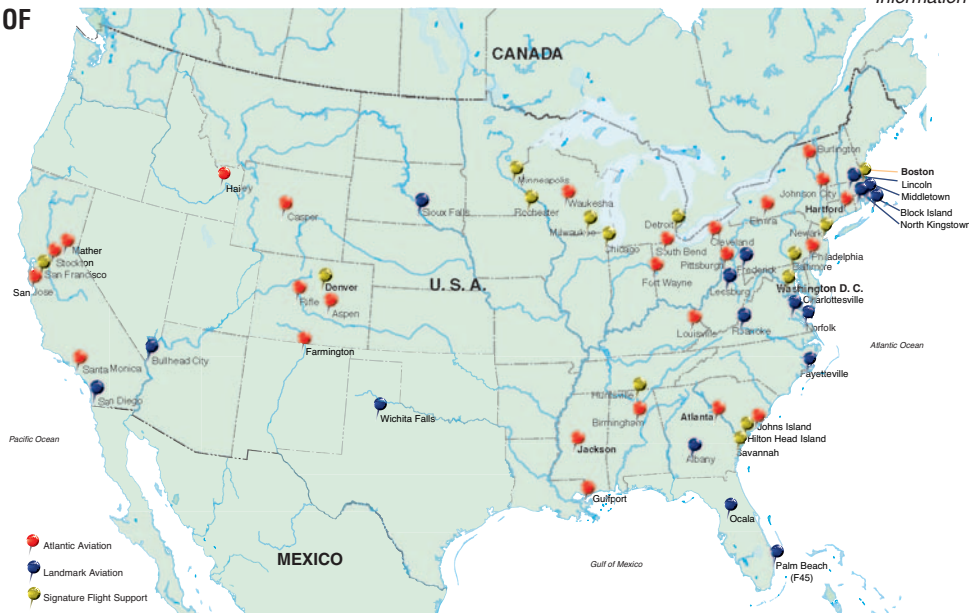 Information
OF
CANADA
Burlington
Boston
Lincoln
Middletown
Block Island
North Kingstown
Hailey
Minneapolis
Johnson City
Casper
Sioux Falls
Rochester
Waukesha
Hartford
Elmira
Milwaukee
Detroit
Newark
Mather
Stockton
San Francisco
San Jose
Chicago
Cleveland
South Bend
Pittsburgh
Philadelphia
Frederick
Baltimore
Fort Wayne
Leesburg
Washington D. C.
Charlottesville
Denver
U. S. A.
Rifle
Aspen
Norfolk
Louisville
Roanoke
Farmington
Bullhead City
Atlantic Ocean
Santa Monica
Fayetteville
San Diego
Huntsville
Wichita Falls
Birmingham
Atlanta
Johns Island
Hilton Head Island
Savannah
Pacific Ocean
Jackson
Albany
Gulfport
Ocala
MEXICO
Gulf of Mexico
Palm Beach
(F45)
Atlantic Aviation
Landmark Aviation
Signature Flight Support